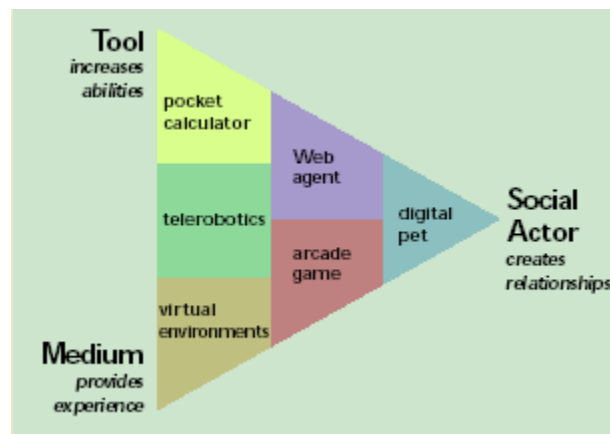 Tool
increases
abilities
pocket
calculator
Web
agent
telerobotics
digital
pet
Social
Actor
creates
relationships
arcade
game
virtual
environments
Medium
provides
experience